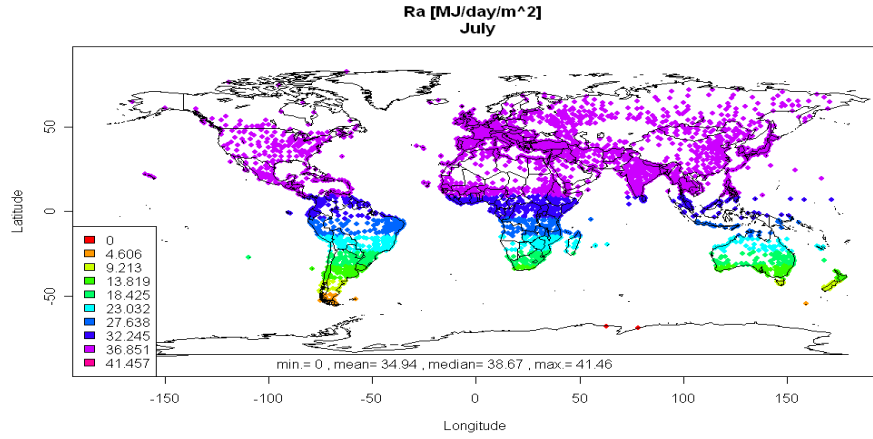 Ra [MJ/day/m^2]
July
Latitude
50
0
-50
0
4.606
9.213
13.819
18.425
23.032
27.638
32.245
36.851
41.457
min.= 0 , mean= 34.94 , median= 38.67 , max.= 41.46
-150 -100 -50 0 50 100 150
Longitude